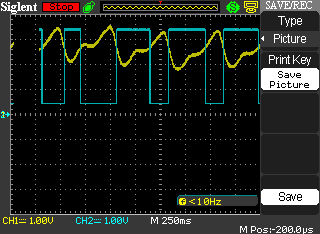 Siglent Stop SAVE/REC
Type
Picture
Print Key
Save
Picture
Save
F <10Hz
CH1 1.00V CH2 1.00V M 250ms
M Pos:-200.0µs